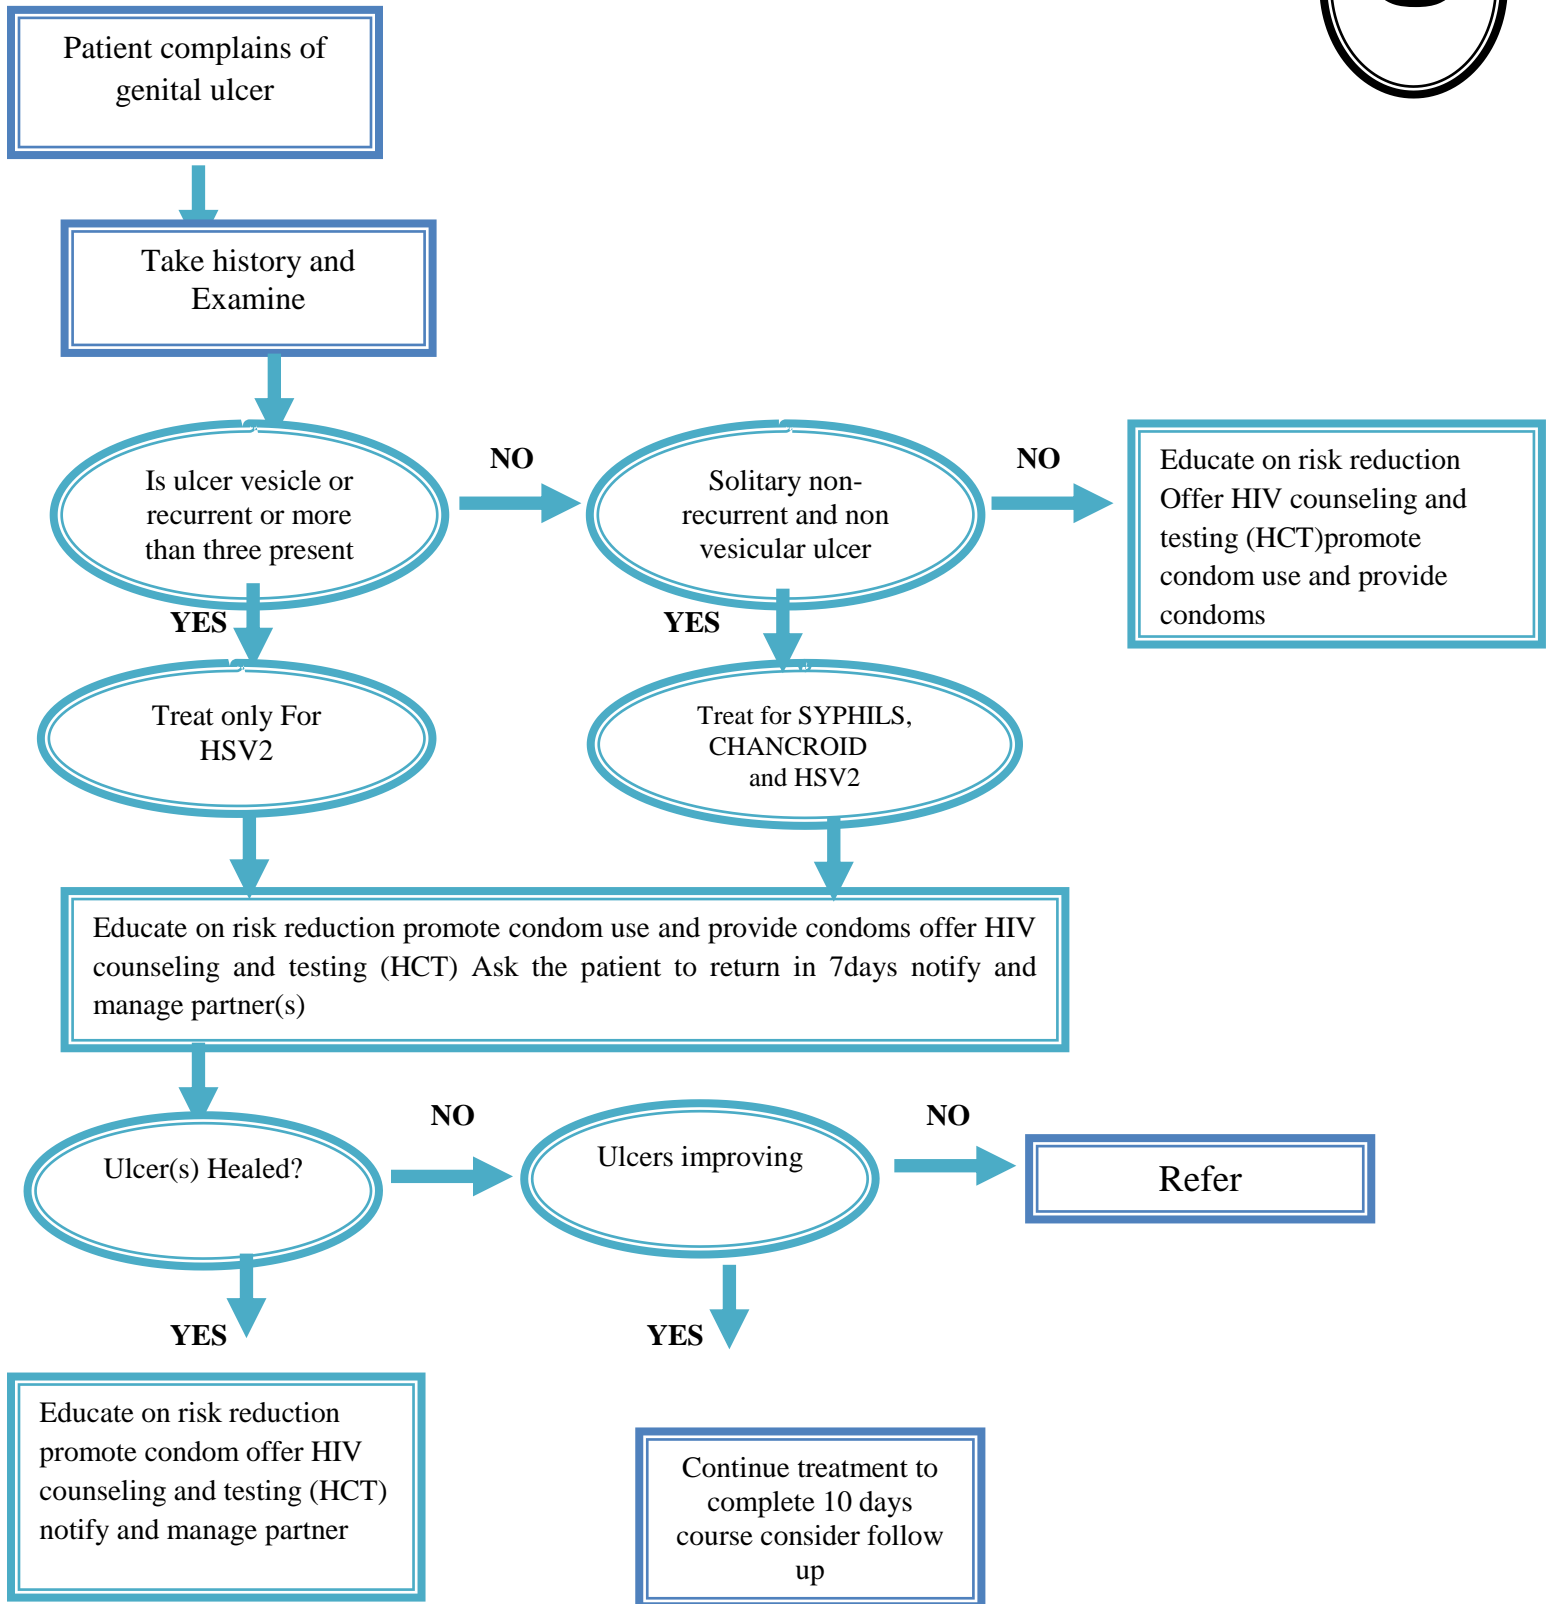 Patient complains of
genital ulcer
Take history and
Examine
Is ulcer vesicle or
recurrent or more
than three present
NO
Solitary non-
recurrent and non
vesicular ulcer
NO
Educate on risk reduction
Offer HIV counseling and
testing (HCT)promote
condom use and provide
condoms
YES
YES
Treat only For
HSV2
Treat for SYPHILS,
CHANCROID
and HSV2
Educate on risk reduction promote condom use and provide condoms offer HIV
counseling and testing (HCT) Ask the patient to return in 7days notify and
manage partner(s)
Ulcer(s) Healed?
NO
Ulcers improving
NO
Refer
YES
YES
Educate on risk reduction
promote condom offer HIV
counseling and testing (HCT)
notify and manage partner
Continue treatment to
complete 10 days
course consider follow
up